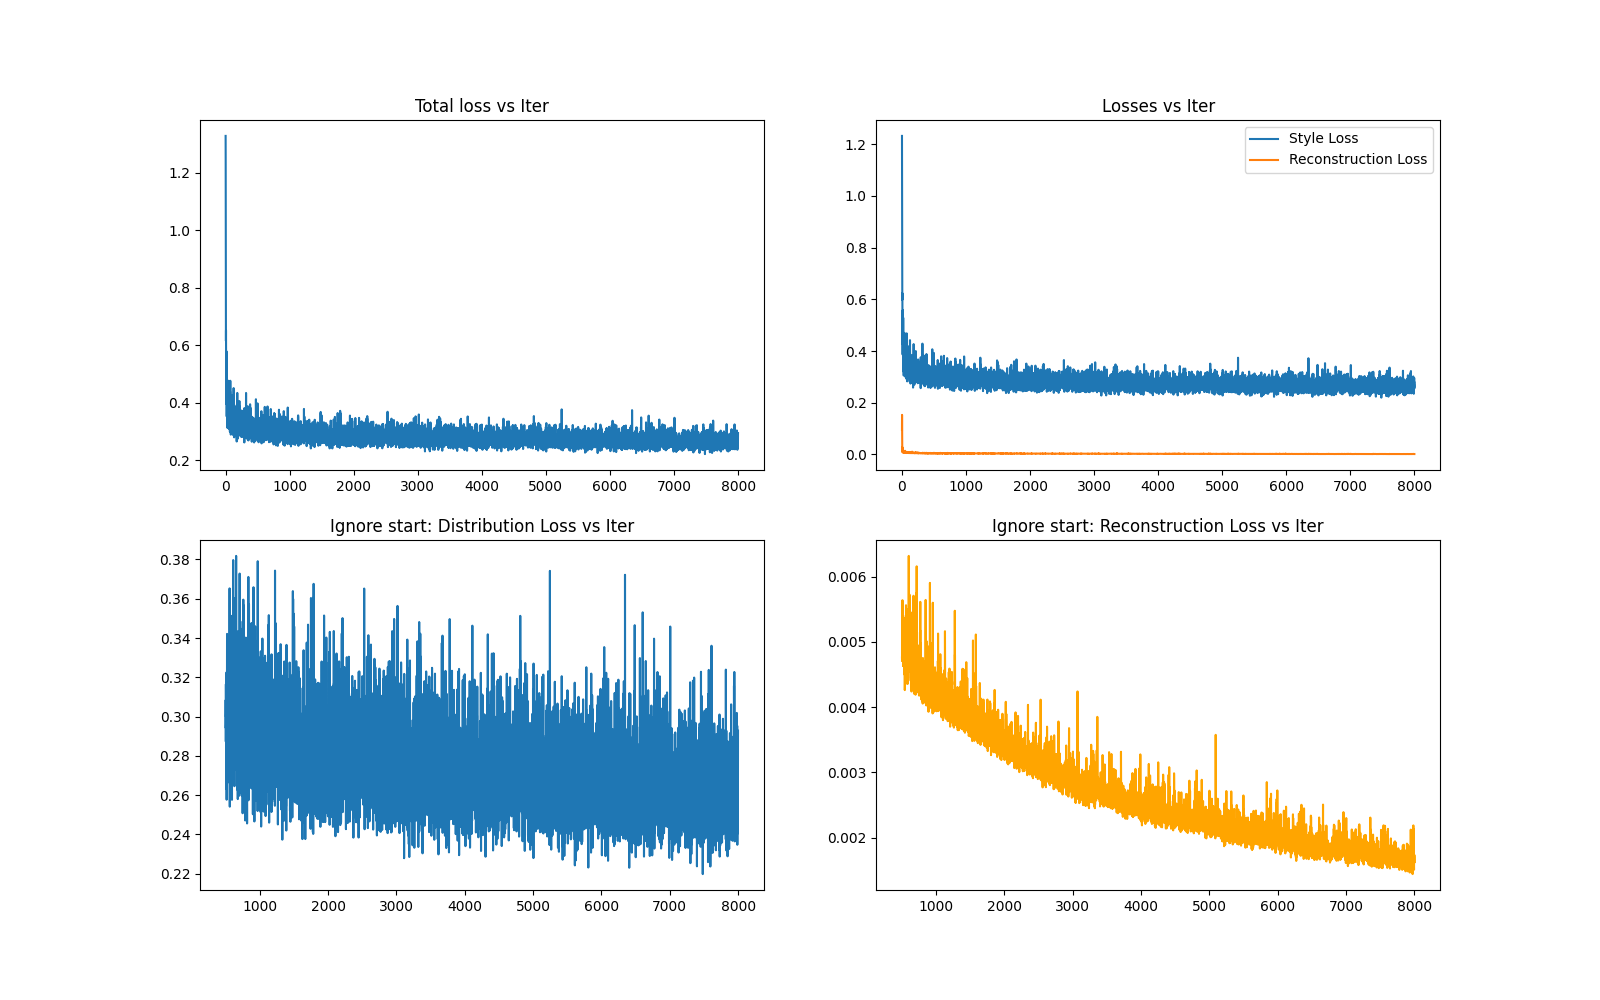 Total loss vs Iter
1.2
1.0
0.8
0.6
0.4
0.2
0 1000 2000 3000 4000 5000 6000 7000 8000
Losses vs Iter
Style Loss
Reconstruction Loss
1.2
1.0
0.8
0.6
0.4
0.2
0.0
0 1000 2000 3000 4000 5000 6000 7000 8000
Ignore start: Distribution Loss vs Iter
0.38
0.36
0.34
0.32
0.30
0.28
0.26
0.24
0.22
1000 2000 3000 4000 5000 6000 7000 8000
Ignore start: Reconstruction Loss vs Iter
0.006
0.005
0.004
0.003
0.002
1000 2000 3000 4000 5000 6000 7000 8000